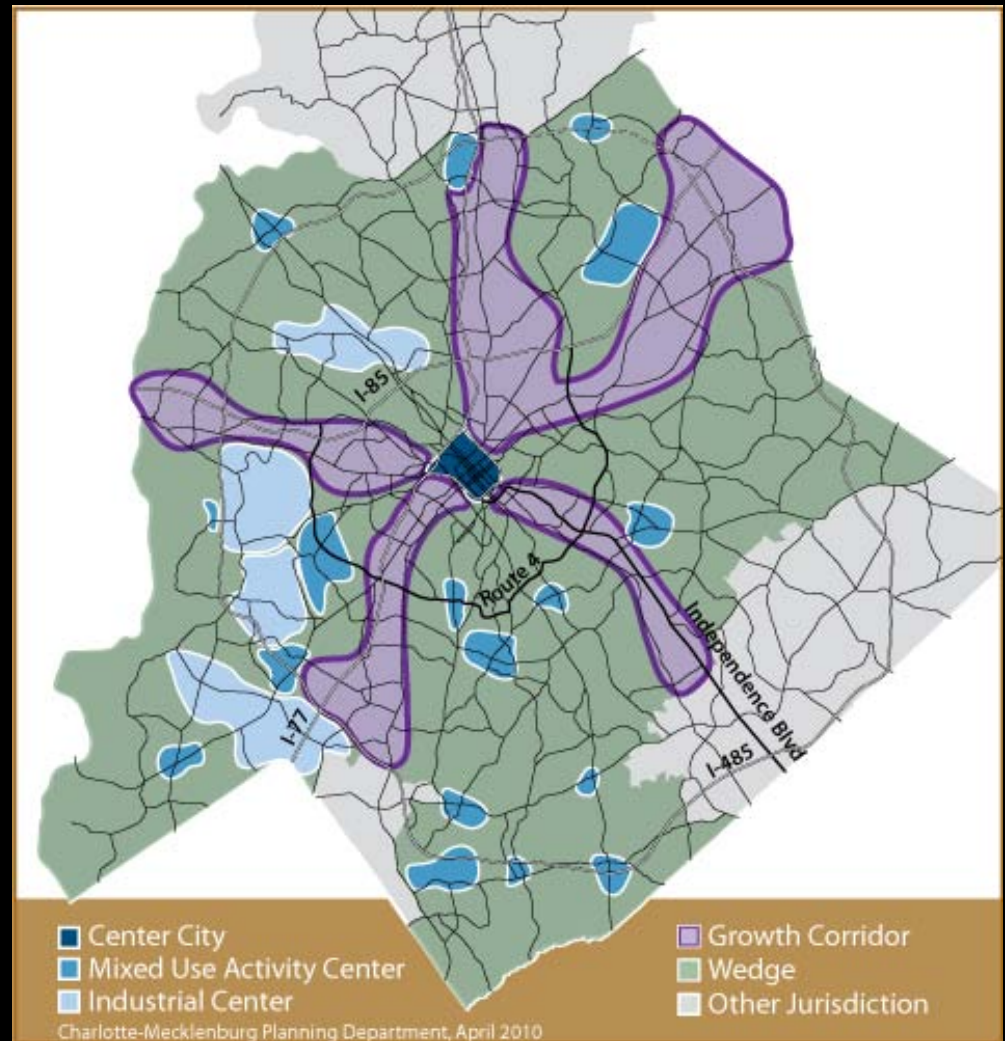 I-85
Route 4
Independence Blvd
I-77
I-485
Center City
Mixed Use Activity Center
Industrial Center
Growth Corridor
Wedge
Other Jurisdiction
Charlotte-Mecklenburg Planning Department, April 2010